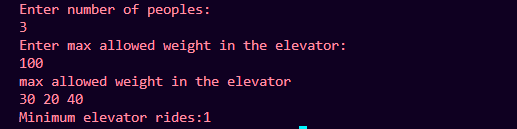 Enter number of peoples:
3
Enter max allowed weight in the elevator:
100
max allowed weight in the elevator
30 20 40
Minimum elevator rides:1